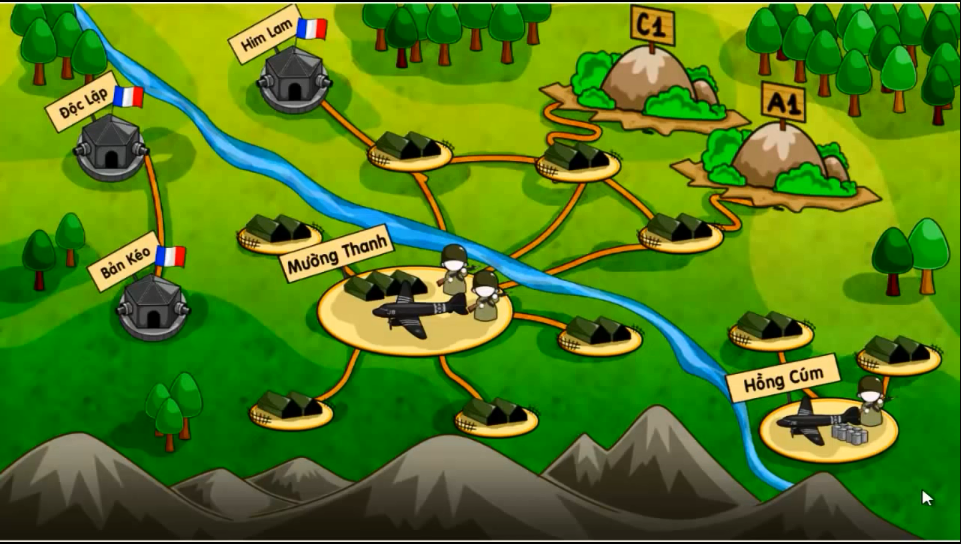 Him Lam
C1
Độc Lập
A1
Bản Kéo
Mường Thanh
Hồng Cúm